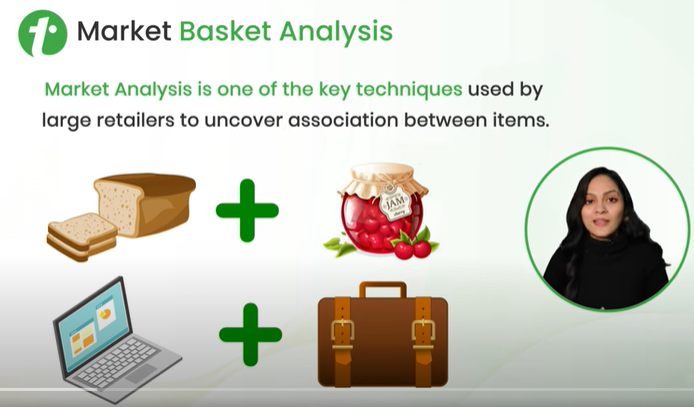 Market Basket Analysis
Market Analysis is one of the key techniques used by
large retailers to uncover association between items.
JAM